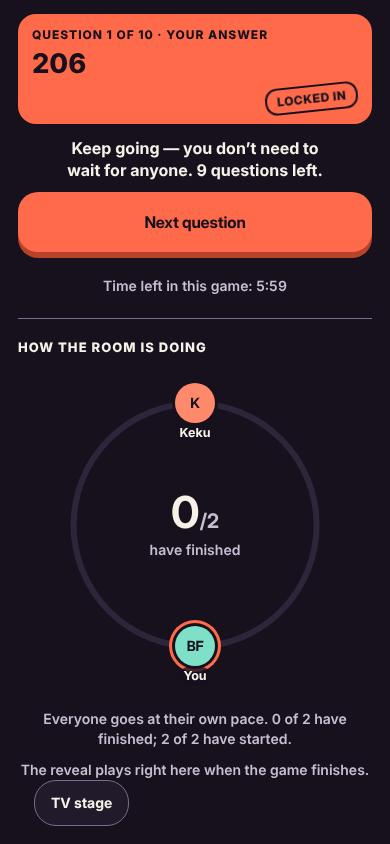 QUESTION 1 OF 10 · YOUR ANSWER
206
LOCKED IN
Keep going — you don’t need to
wait for anyone. 9 questions left.
Next question
Time left in this game: 5:59
HOW THE ROOM IS DOING
K
Keku
0/2
have finished
BF
You
Everyone goes at their own pace. 0 of 2 have
finished; 2 of 2 have started.
The reveal plays right here when the game finishes.
TV stage